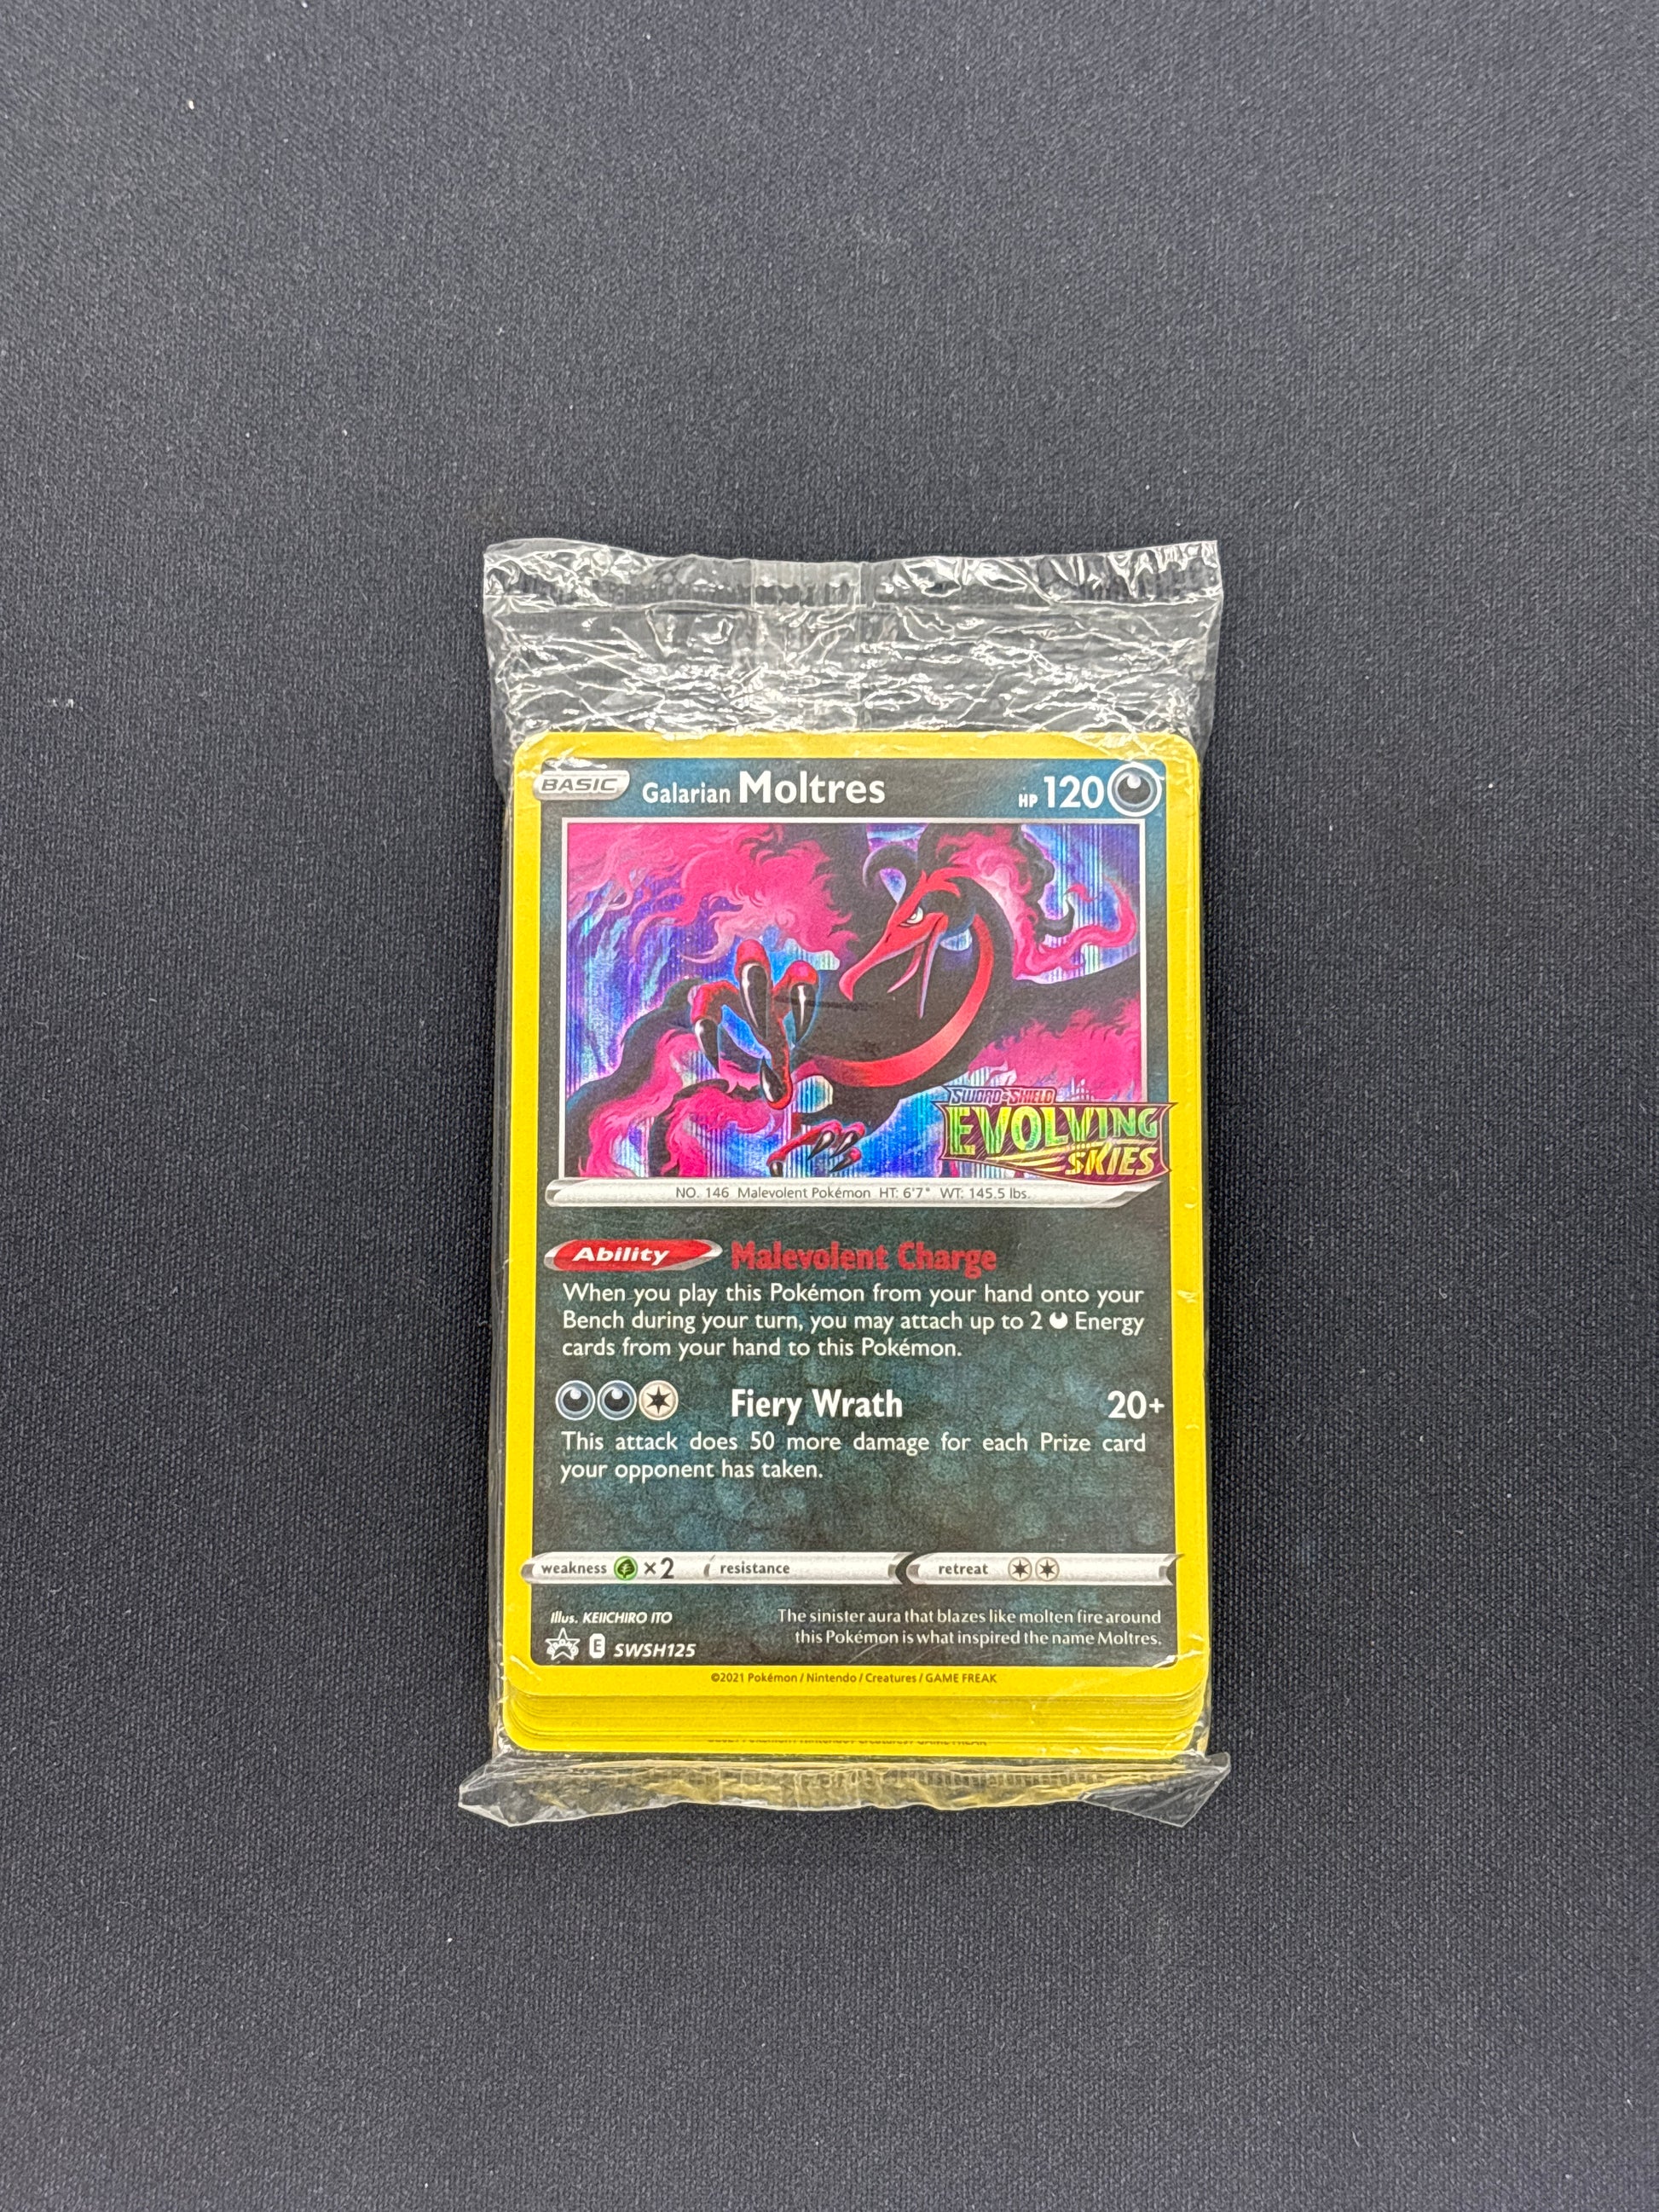 BASIC Galarian Moltres HP 120
SWORD & SHIELD
EVOLVING
SKIES
NO. 146 Malevolent Pokémon HT: 6'7" WT: 145.5 lbs.
Ability Malevolent Charge
When you play this Pokémon from your hand onto your
Bench during your turn, you may attach up to 2 Energy
cards from your hand to this Pokémon.
Fiery Wrath 20+
This attack does 50 more damage for each Prize card
your opponent has taken.
weakness ×2 resistance retreat
Illus. KEIICHIRO ITO
The sinister aura that blazes like molten fire around
this Pokémon is what inspired the name Moltres.
E SWSH125
©2021 Pokémon / Nintendo / Creatures / GAME FREAK